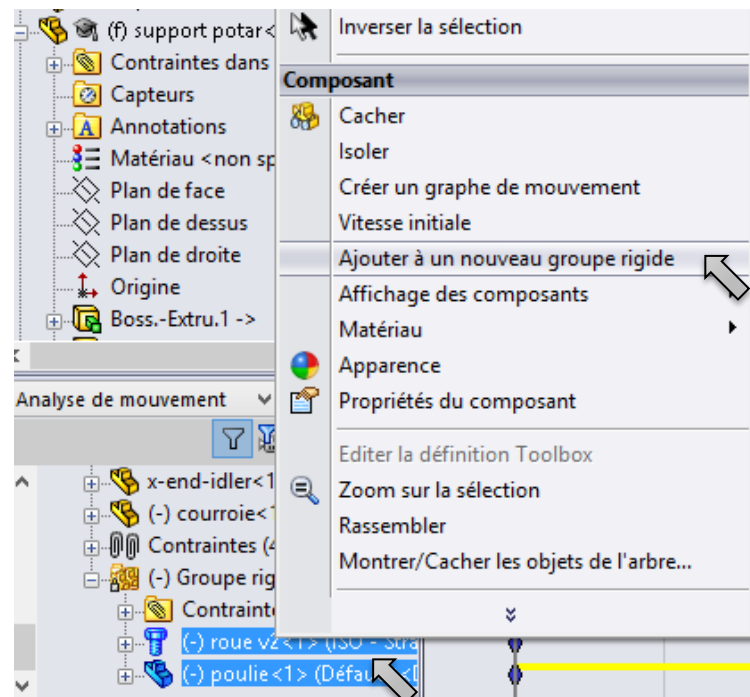 (f) support potar<
Contraintes dans
Capteurs
Annotations
Matériau <non sp
Plan de face
Plan de dessus
Plan de droite
Origine
Boss.-Extru.1 ->
Inverser la sélection
Composant
Cacher
Isoler
Créer un graphe de mouvement
Vitesse initiale
Ajouter à un nouveau groupe rigide
Affichage des composants
Matériau
Apparence
Propriétés du composant
Editer la définition Toolbox
Zoom sur la sélection
Rassembler
Montrer/Cacher les objets de l'arbre...
Analyse de mouvement
x-end-idler<1
(-) courroie<1
Contraintes (4
(-) Groupe rig
Contrainte
(-) roue v2<1> (ISO - Stra
(-) poulie<1> (Défau